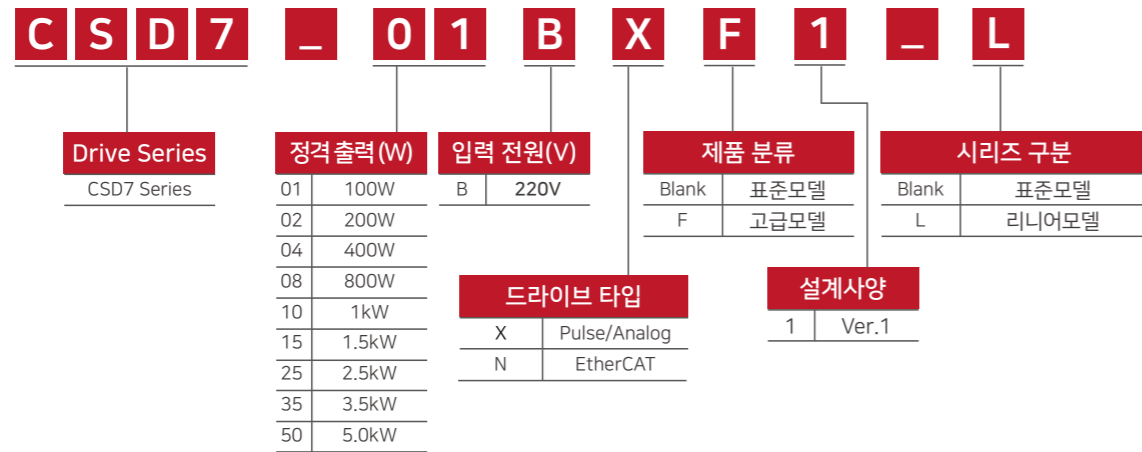 CSD7_01BXF1_L
Drive Series
CSD7 Series
정격 출력(W)
01 100W
02 200W
04 400W
08 800W
10 1kW
15 1.5kW
25 2.5kW
35 3.5kW
50 5.0kW
입력 전원(V)
B 220V
드라이브 타입
X Pulse/Analog
N EtherCAT
제품 분류
Blank 표준모델
F 고급모델
설계사양
1 Ver.1
시리즈 구분
Blank 표준모델
L 리니어모델